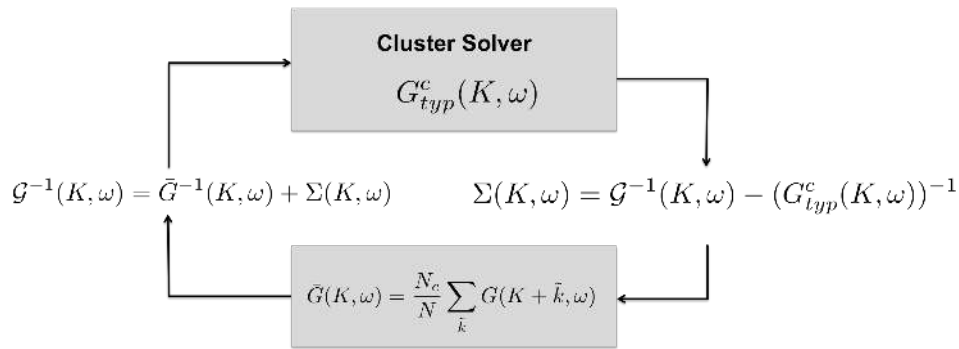 Cluster Solver
G^c_{typ}(K, ω)
𝒢^{-1}(K, ω) = Ḡ^{-1}(K, ω) + Σ(K, ω)
Σ(K, ω) = 𝒢^{-1}(K, ω) − (G^c_{typ}(K, ω))^{-1}
Ḡ(K, ω) = \frac{N_c}{N} \sum_{\tilde{k}} G(K + \tilde{k}, ω)